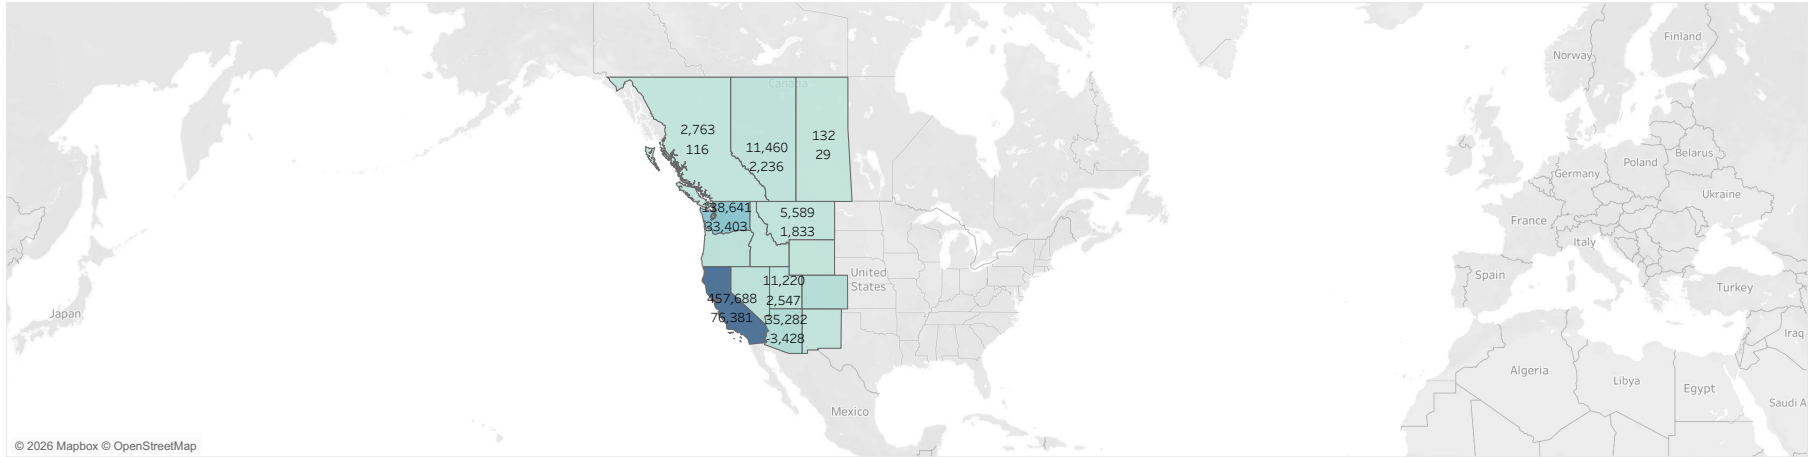 Finland
Norway
Canada
2,763
116
11,460
2,236
132
29
Belarus
Poland
Germany
Ukraine
138,641
33,403
5,589
1,833
France
Italy
United
States
Spain
Turkey
11,220
2,547
457,688
76,381
35,282
-3,428
Japan
Iraq
Algeria
Libya
Egypt
Saudi A
Mexico
© 2026 Mapbox © OpenStreetMap